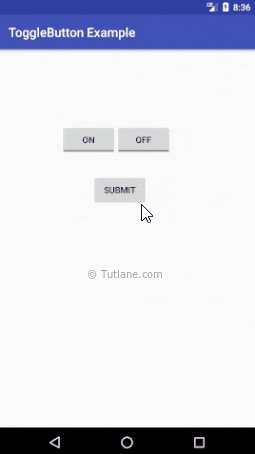 8:36
ToggleButton Example
ON OFF
SUBMIT
© Tutlane.com